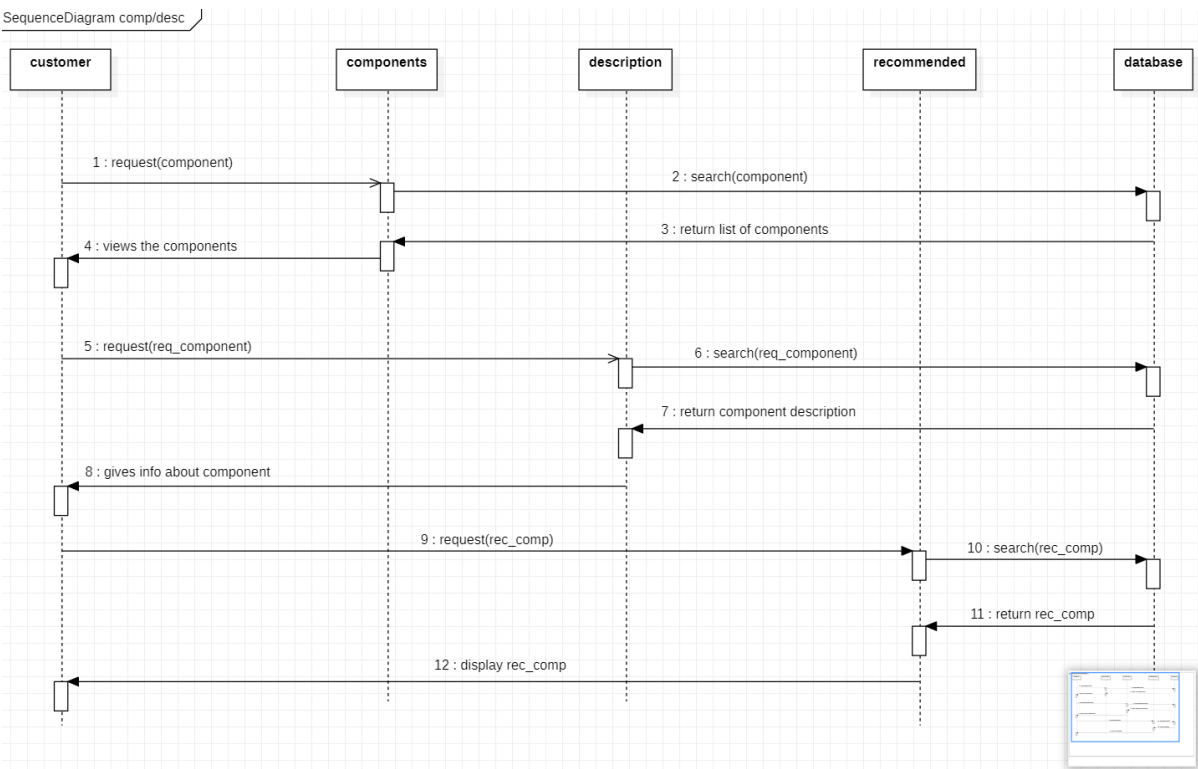 SequenceDiagram comp/desc
customer
components
description
recommended
database
1 : request(component)
2 : search(component)
3 : return list of components
4 : views the components
5 : request(req_component)
6 : search(req_component)
7 : return component description
8 : gives info about component
9 : request(rec_comp)
10 : search(rec_comp)
11 : return rec_comp
12 : display rec_comp